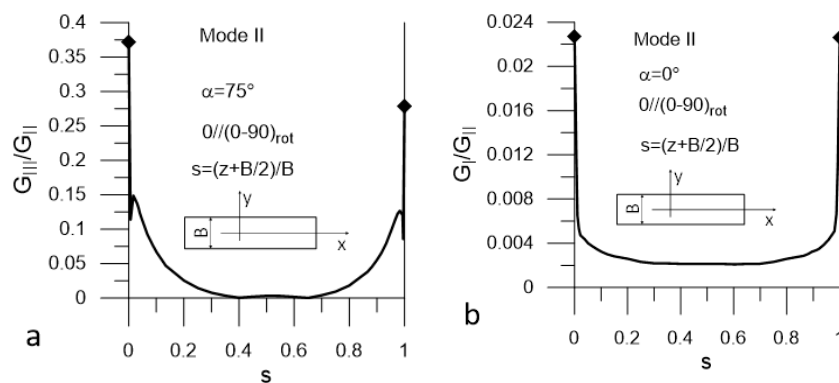 0.4
0.35
0.3
0.25
0.2
0.15
0.1
0.05
0
G_III/G_II
Mode II
α=75°
0//(0-90)_rot
s=(z+B/2)/B
y
B
x
0 0.2 0.4 0.6 0.8 1
s
a
0.024
0.02
0.016
0.012
0.008
0.004
0
G_I/G_II
Mode II
α=0°
0//(0-90)_rot
s=(z+B/2)/B
y
B
x
0 0.2 0.4 0.6 0.8 1
s
b